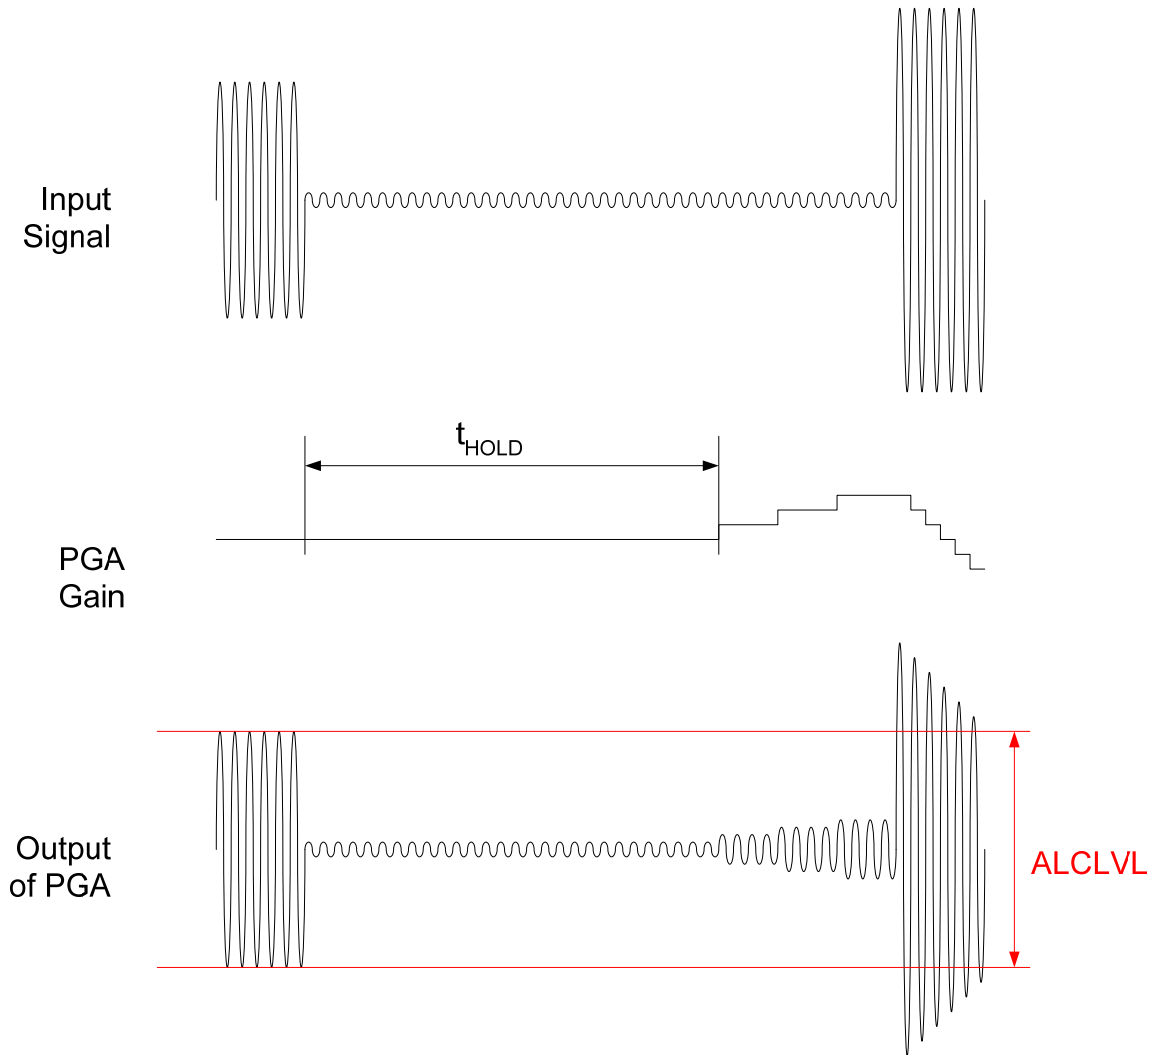 Input
Signal
tHOLD
PGA
Gain
Output
of PGA
ALCLVL